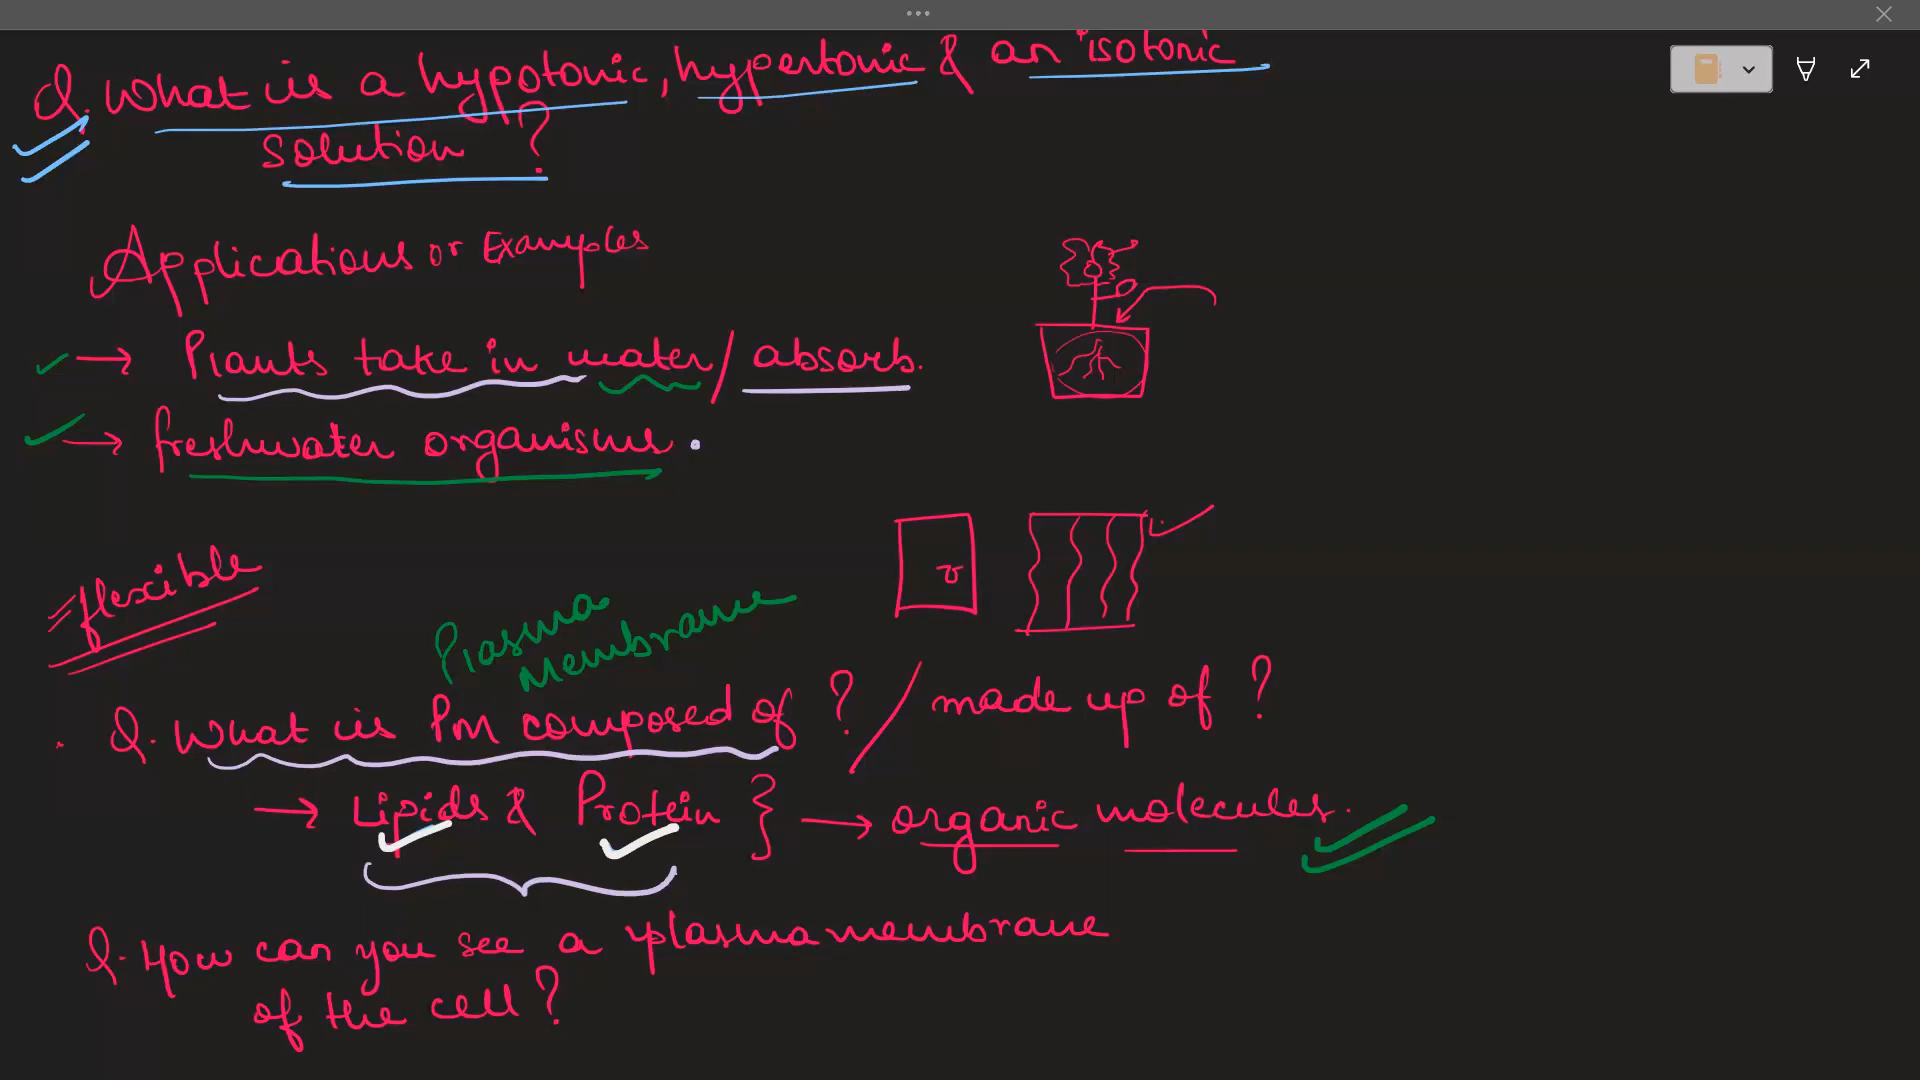 Q. What is a hypotonic, hypertonic & an isotonic
solution ?
Applications or Examples
→ Plants take in water / absorb.
→ freshwater organisms.
flexible
Plasma
Membrane
Q. What is PM composed of ? / made up of ?
→ Lipids & Protein } → organic molecules.
Q. How can you see a plasma membrane
of the cell ?